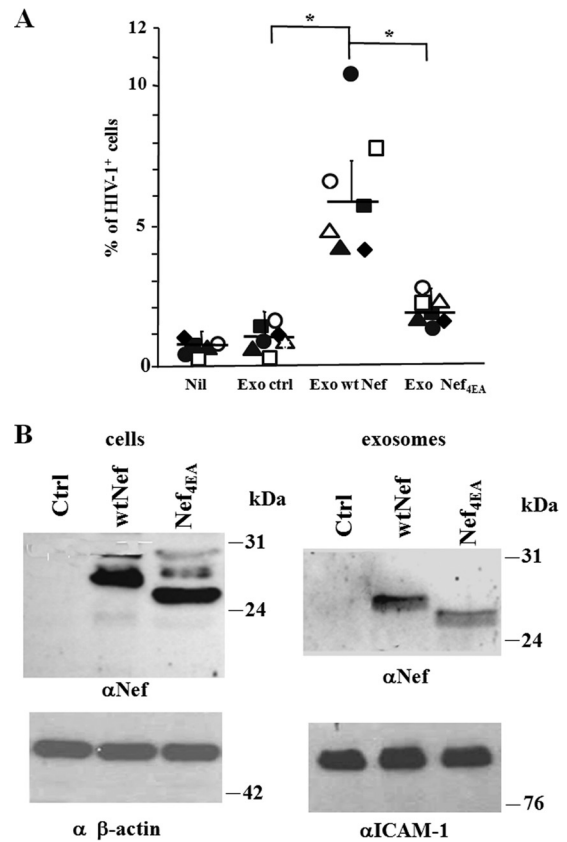 A
12
10
5
0
% of HIV-1+ cells
* *
Nil Exo ctrl Exo wt Nef Exo Nef4EA
B
cells exosomes
Ctrl wtNef Nef4EA kDa Ctrl wtNef Nef4EA kDa
–31 –31
–24 –24
αNef αNef
–42 –76
α β-actin αICAM-1